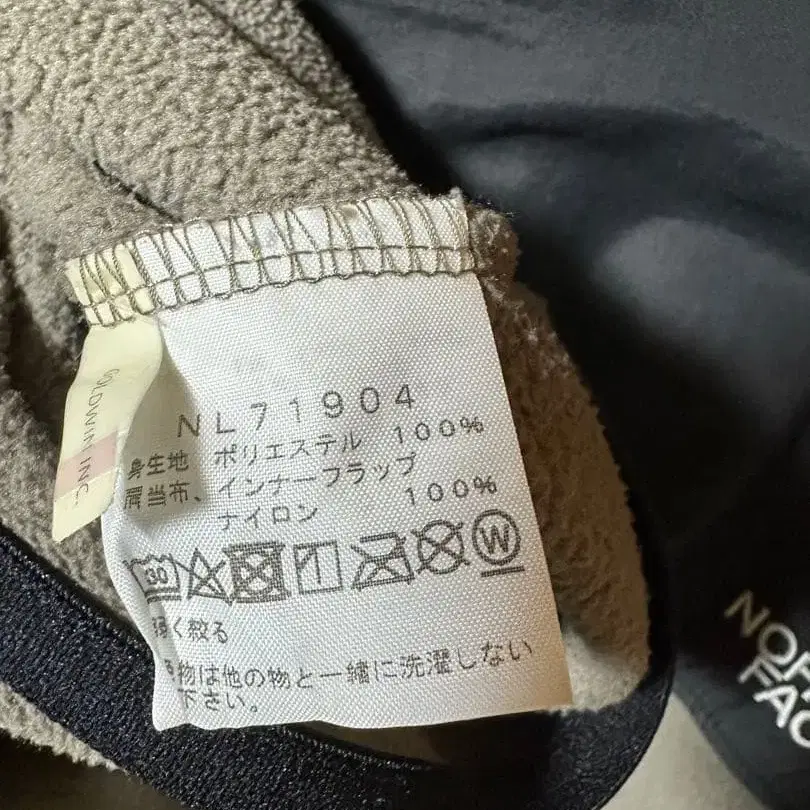 NL71904
身生地 ポリエステル 100%
肩当布、インナーフラップ
ナイロン 100%
30
W
弱く絞る
物は他の物と一緒に洗濯しない
下さい。
GOLDWIN INC.
NOR
FAC